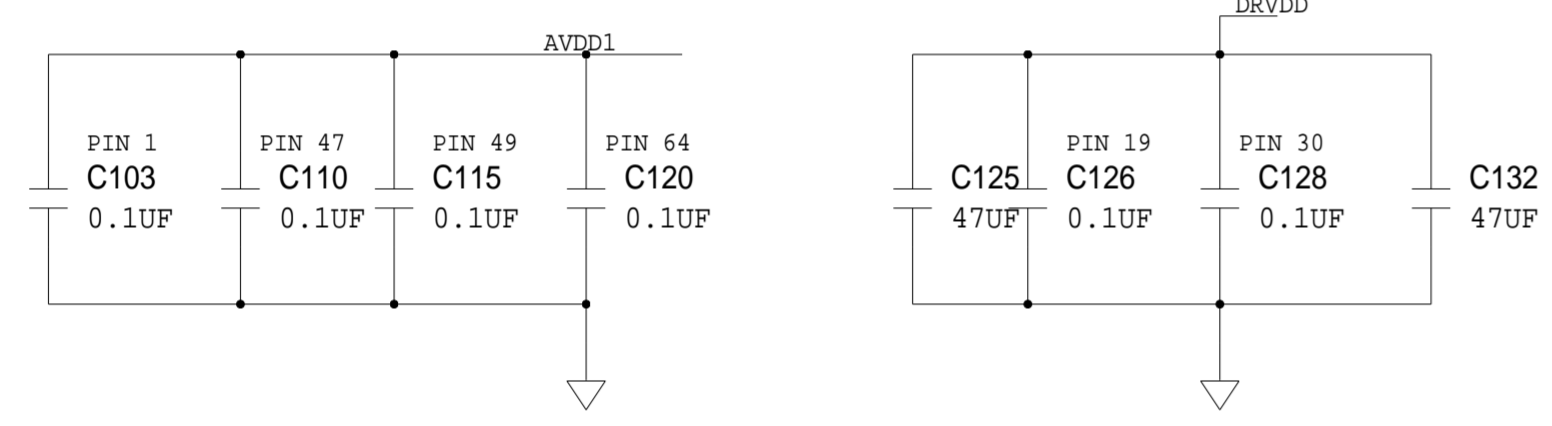 DRVDD
AVDD1
PIN 1 PIN 47 PIN 49 PIN 64 PIN 19 PIN 30
C103 C110 C115 C120 C125 C126 C128 C132
0.1UF 0.1UF 0.1UF 0.1UF 47UF 0.1UF 0.1UF 47UF